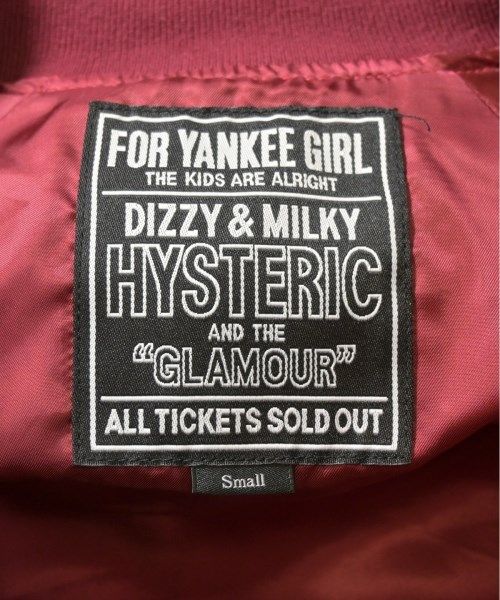 FOR YANKEE GIRL
THE KIDS ARE ALRIGHT
DIZZY & MILKY
HYSTERIC
AND THE
“GLAMOUR”
ALL TICKETS SOLD OUT
Small